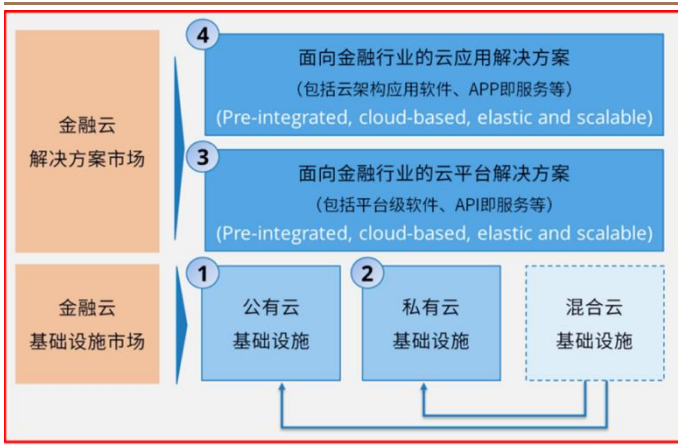 金融云
解决方案市场
4
面向金融行业的云应用解决方案
（包括云架构应用软件、APP即服务等）
(Pre-integrated, cloud-based, elastic and scalable)
3
面向金融行业的云平台解决方案
（包括平台级软件、API即服务等）
(Pre-integrated, cloud-based, elastic and scalable)
金融云
基础设施市场
1
公有云
基础设施
2
私有云
基础设施
混合云
基础设施